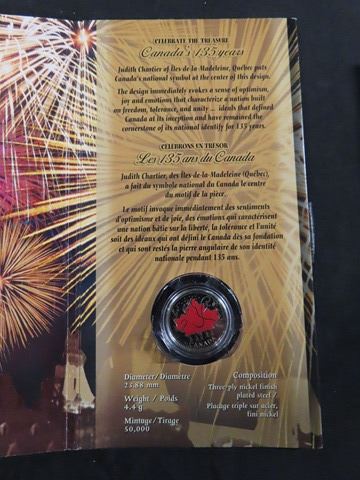 CELEBRATE THE TREASURE
Canada's 135 years
Judith Chartier of Îles-de-la-Madeleine, Québec puts
Canada's national symbol at the center of this design.
The design immediately evokes a sense of optimism,
joy and emotions that characterize a nation built
on freedom, tolerance, and unity ... ideals that defined
Canada at its inception and have remained the
cornerstone of its national identify for 135 years.
CÉLÉBRONS UN TRÉSOR
Les 135 ans du Canada
Judith Chartier, des Îles-de-la-Madeleine (Québec),
a fait du symbole national du Canada le centre
du motif de la pièce.
Le motif invoque immédiatement des sentiments
d'optimisme et de joie, des émotions qui caractérisent
une nation bâtie sur la liberté, la tolérance et l'unité
soit des idéaux qui ont défini le Canada dès sa fondation
et qui sont restés la pierre angulaire de son identité
nationale pendant 135 ans.
CANADA
Diameter/Diamètre
23.88 mm
Weight / Poids
4.4 g
Mintage/Tirage
50,000
Composition
Three-ply nickel finish
plated steel /
Placage triple sur acier,
fini nickel